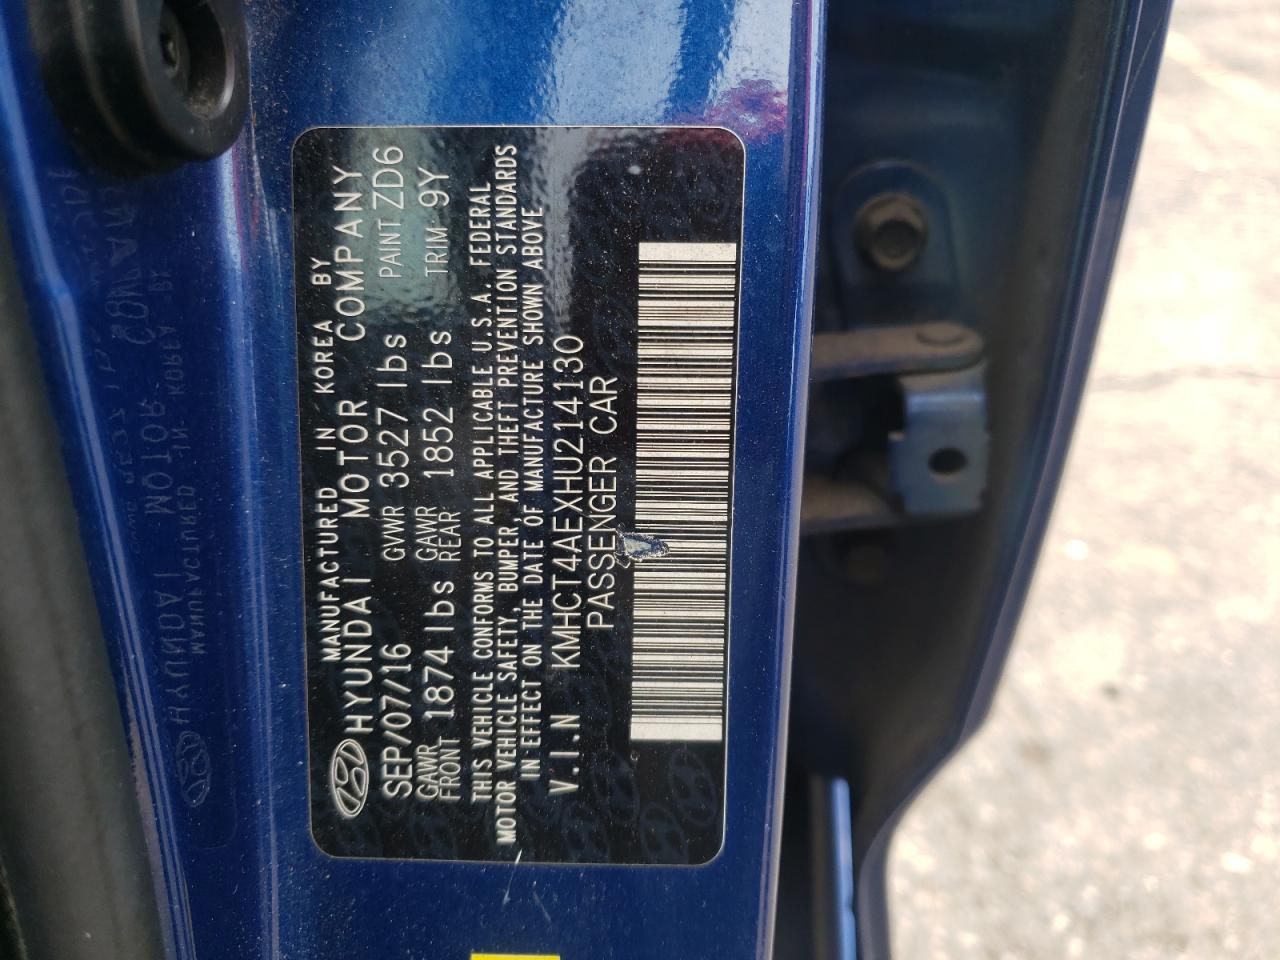 MANUFACTURED IN KOREA BY
HYUNDAI MOTOR COMPANY
SEP/07/16 GVWR 3527 lbs PAINT ZD6
GAWR FRONT 1874 lbs GAWR REAR 1852 lbs TRIM 9Y
THIS VEHICLE CONFORMS TO ALL APPLICABLE U.S.A. FEDERAL
MOTOR VEHICLE SAFETY, BUMPER, AND THEFT PREVENTION STANDARDS
IN EFFECT ON THE DATE OF MANUFACTURE SHOWN ABOVE
V.I.N KMHCT4AEXHU214130
PASSENGER CAR